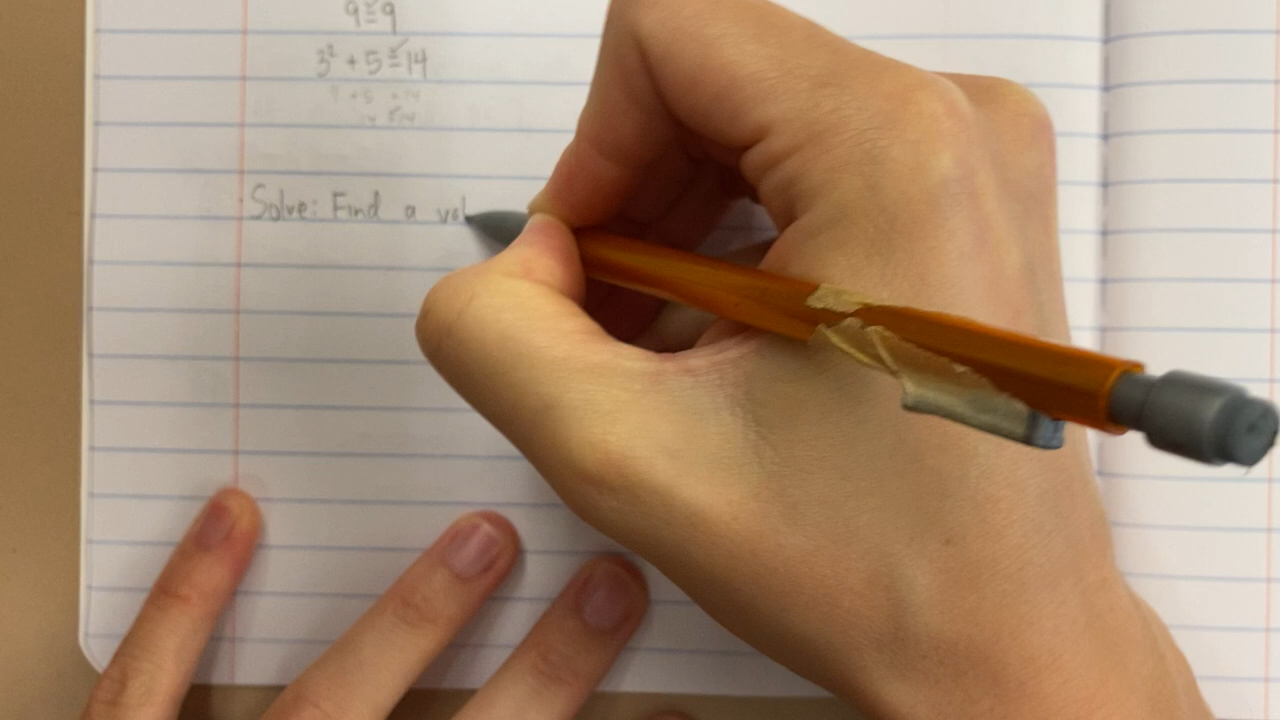 9 ≟ 9
3² + 5 ≟ 14
Solve: Find a val